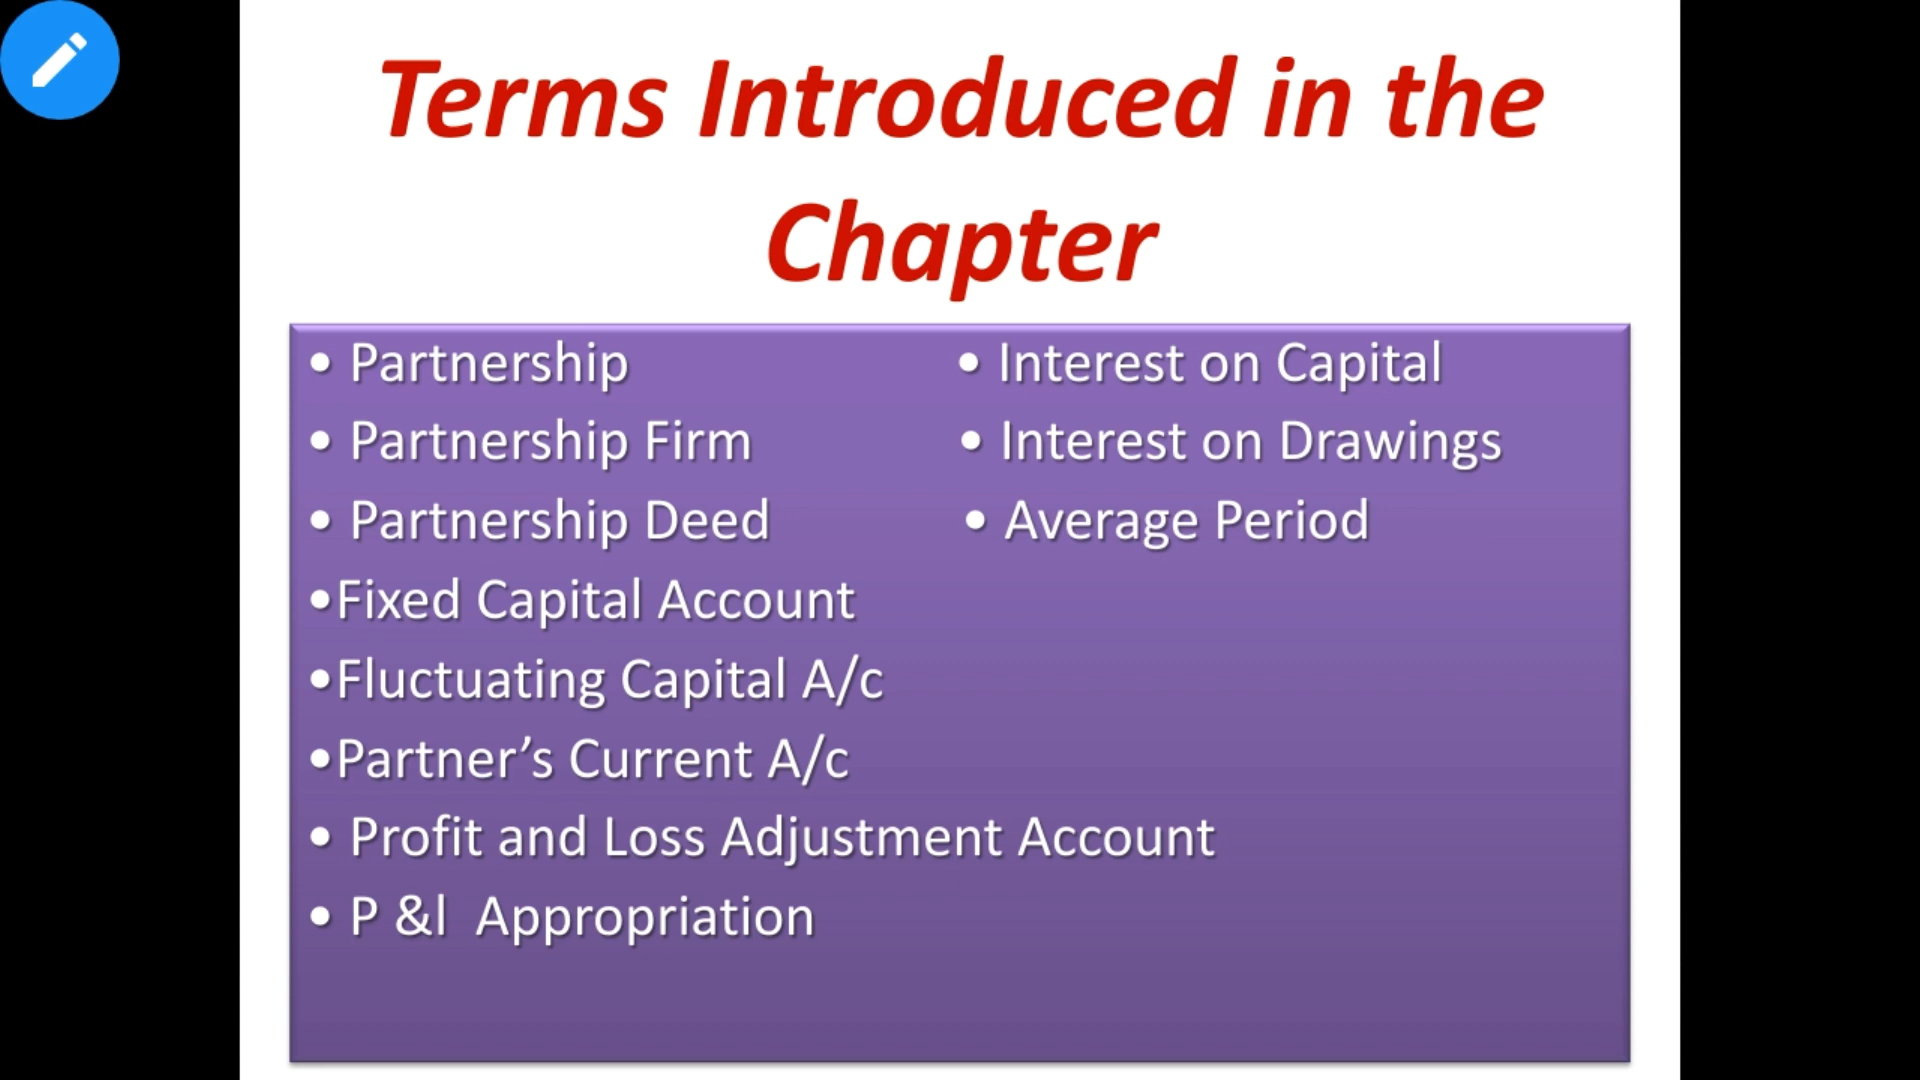 Terms Introduced in the
Chapter
• Partnership • Interest on Capital
• Partnership Firm • Interest on Drawings
• Partnership Deed • Average Period
•Fixed Capital Account
•Fluctuating Capital A/c
•Partner’s Current A/c
• Profit and Loss Adjustment Account
• P &l Appropriation